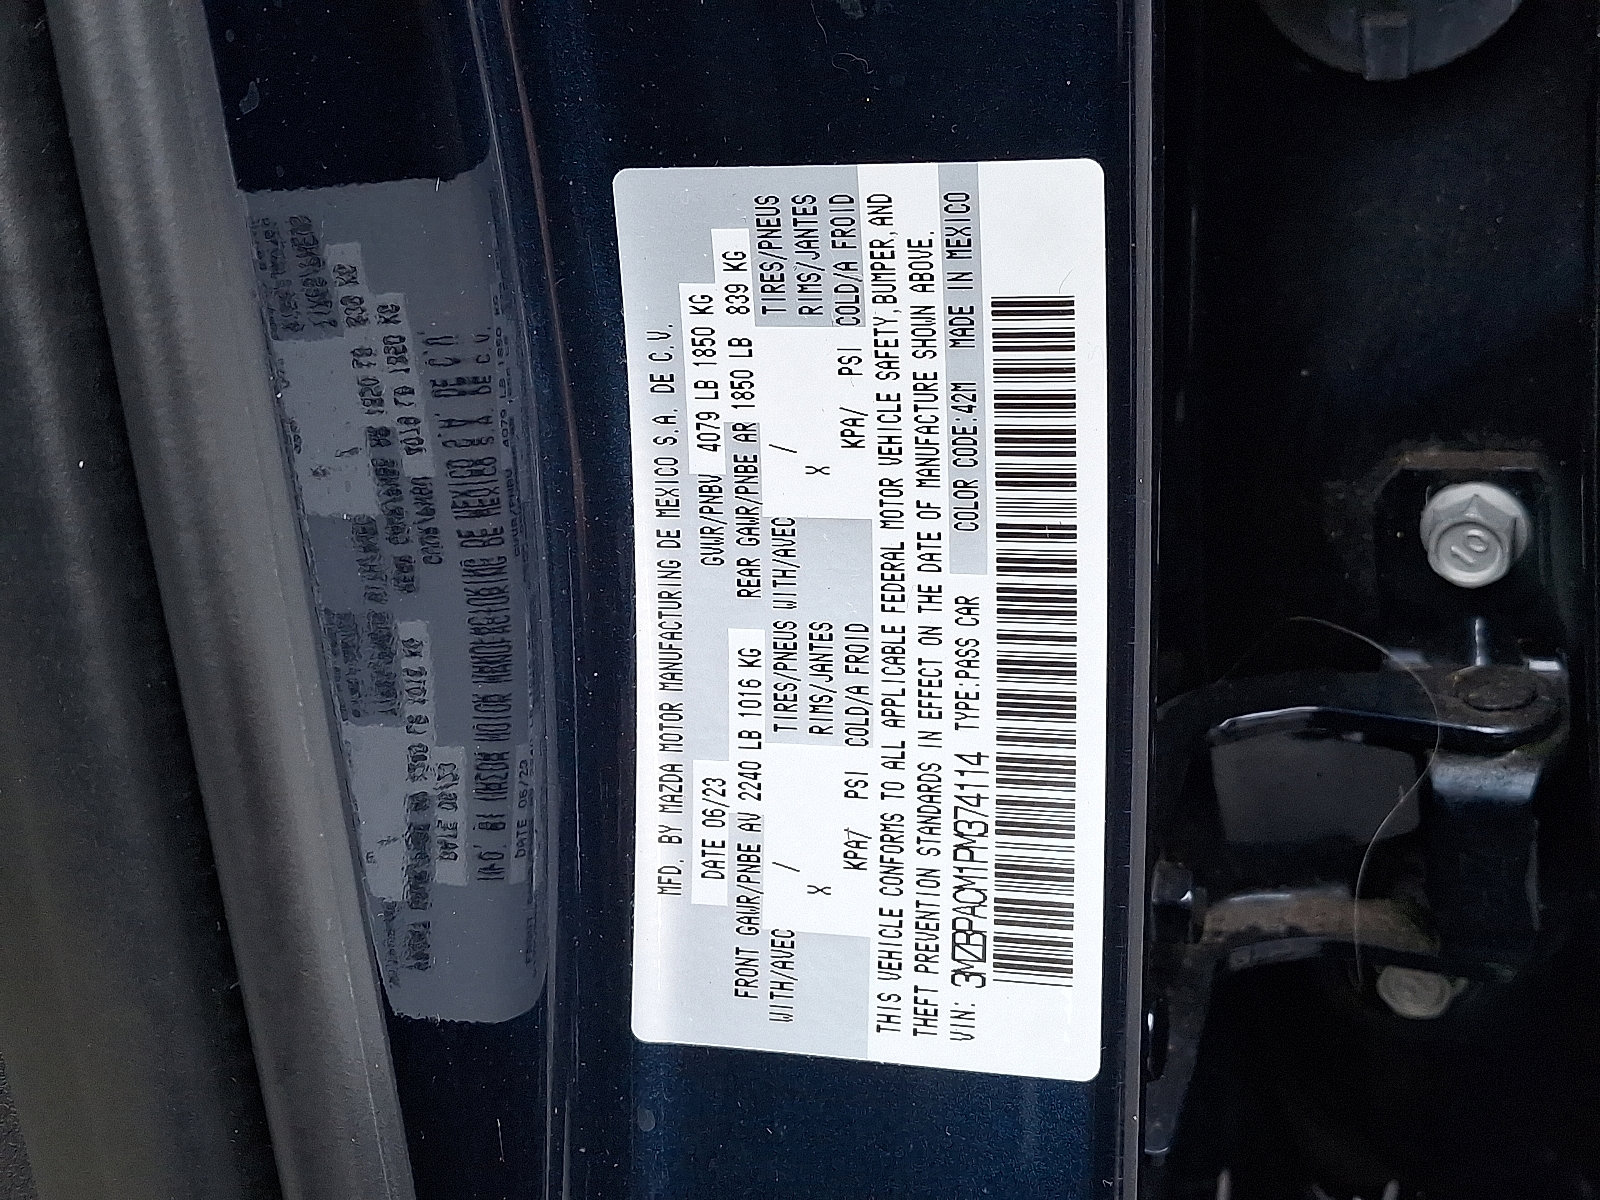 MFD. BY MAZDA MOTOR MANUFACTURING DE MEXICO S.A. DE C.V.
DATE 06/23 GVWR/PNBV 4079 LB 1850 KG
FRONT GAWR/PNBE AV 2240 LB 1016 KG REAR GAWR/PNBE AR 1850 LB 839 KG
WITH/AVEC / TIRES/PNEUS WITH/AVEC / TIRES/PNEUS
X RIMS/JANTES X RIMS/JANTES
KPA/ PSI COLD/A FROID KPA/ PSI COLD/A FROID
THIS VEHICLE CONFORMS TO ALL APPLICABLE FEDERAL MOTOR VEHICLE SAFETY, BUMPER, AND
THEFT PREVENTION STANDARDS IN EFFECT ON THE DATE OF MANUFACTURE SHOWN ABOVE.
VIN: 3MZBPACM1PM374114 TYPE:PASS CAR COLOR CODE:42M MADE IN MEXICO